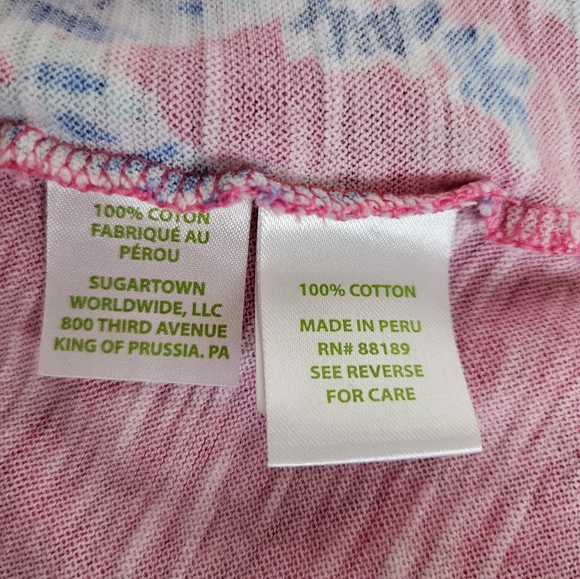 100% COTON
FABRIQUÉ AU
PÉROU
SUGARTOWN
WORLDWIDE, LLC
800 THIRD AVENUE
KING OF PRUSSIA. PA
100% COTTON
MADE IN PERU
RN# 88189
SEE REVERSE
FOR CARE